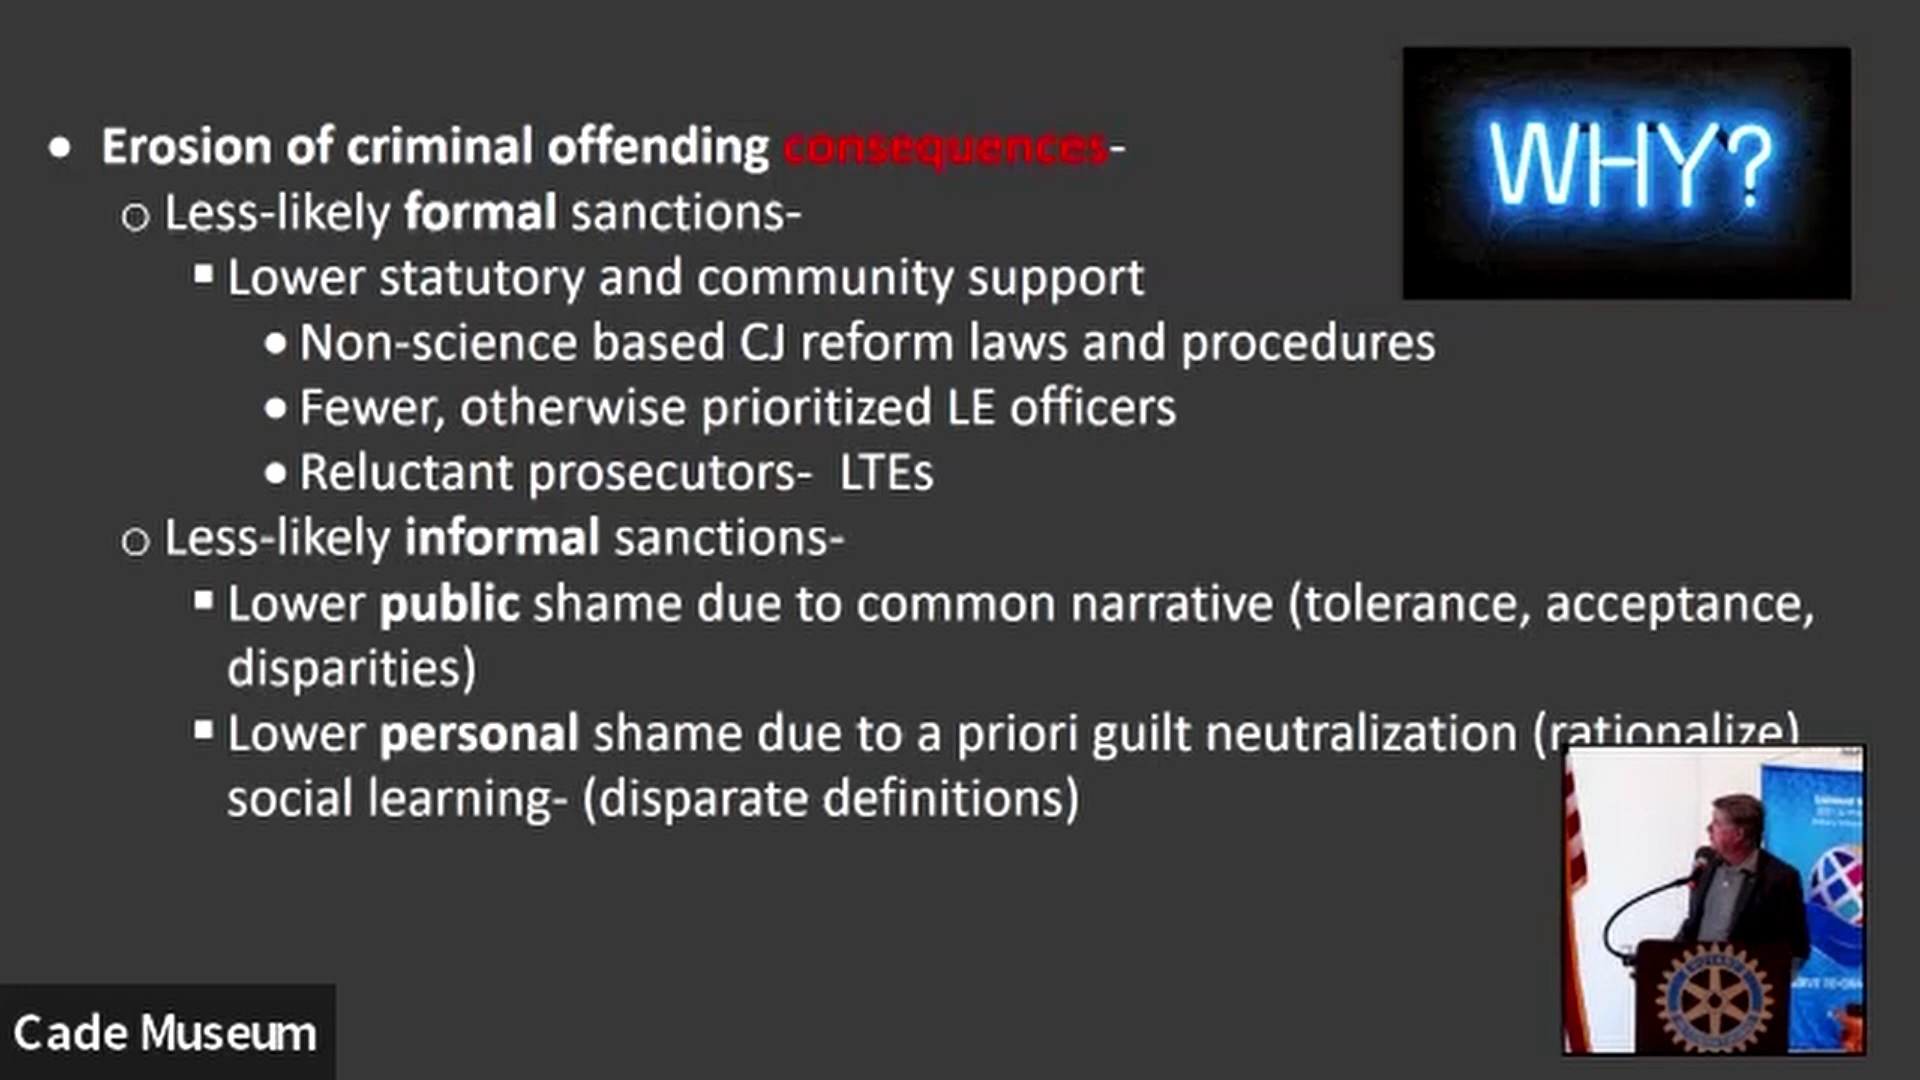 WHY?
• Erosion of criminal offending consequences-
o Less-likely formal sanctions-
▪ Lower statutory and community support
• Non-science based CJ reform laws and procedures
• Fewer, otherwise prioritized LE officers
• Reluctant prosecutors- LTEs
o Less-likely informal sanctions-
▪ Lower public shame due to common narrative (tolerance, acceptance,
disparities)
▪ Lower personal shame due to a priori guilt neutralization (rationalize)
social learning- (disparate definitions)
Cade Museum
ROTARY